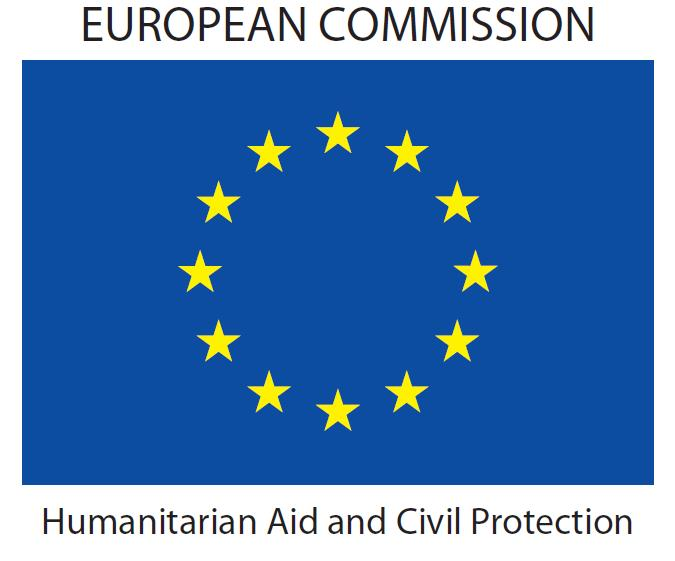 EUROPEAN COMMISSION
Humanitarian Aid and Civil Protection